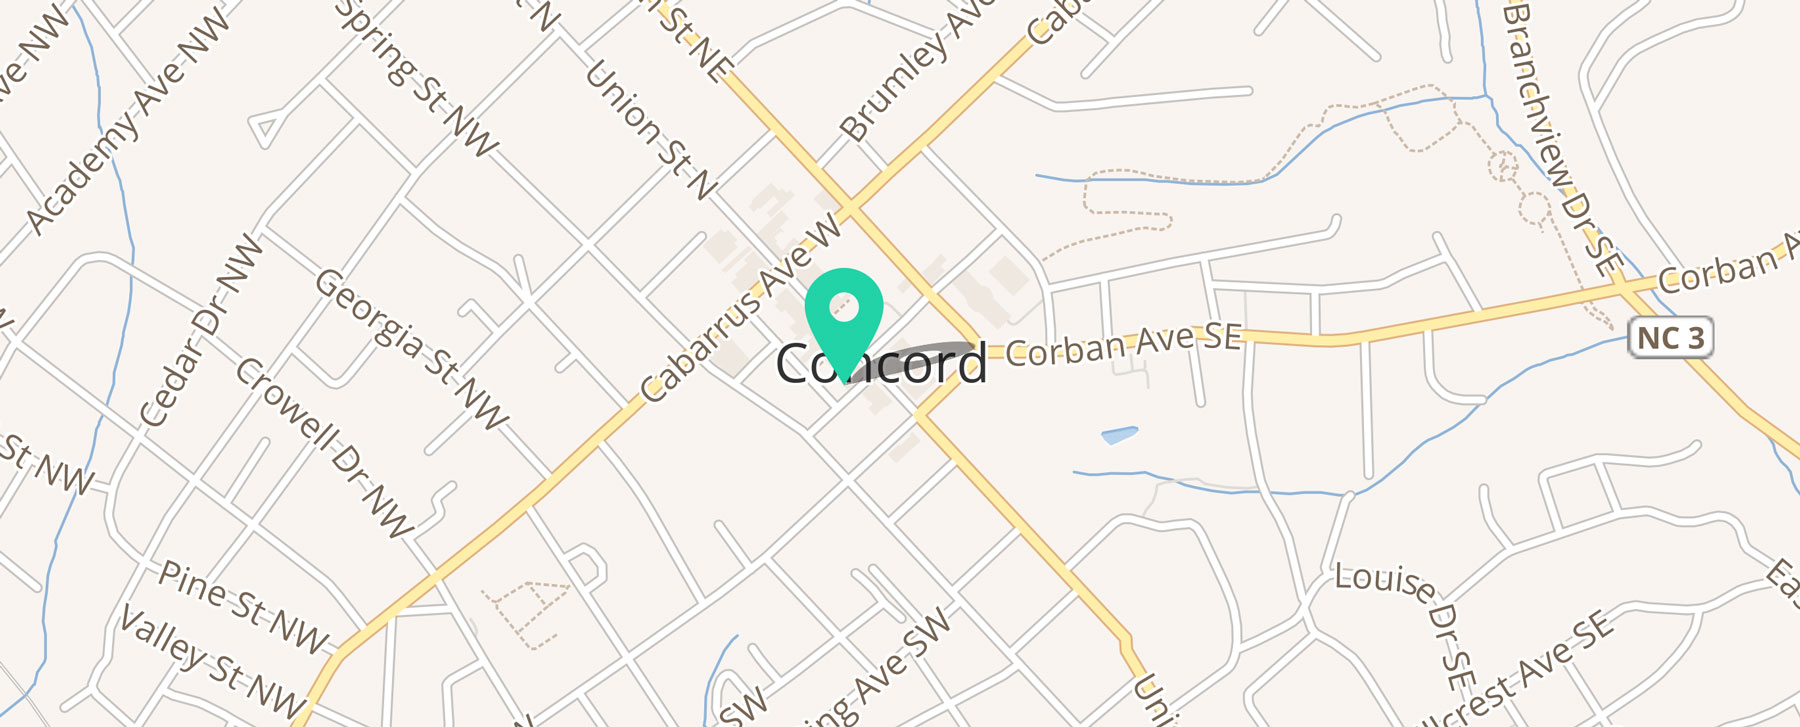 Ave NW
Academy Ave NW
Spring St NW
Union St N
St NE
Brumley Ave
Branchview Dr SE
Cabarrus Ave W
Cedar Dr NW
Georgia St NW
Corban Ave SE
NC 3
Concord
Crowell Dr NW
St NW
Pine St NW
Valley St NW
Louise Dr SE
Ave SW
SW